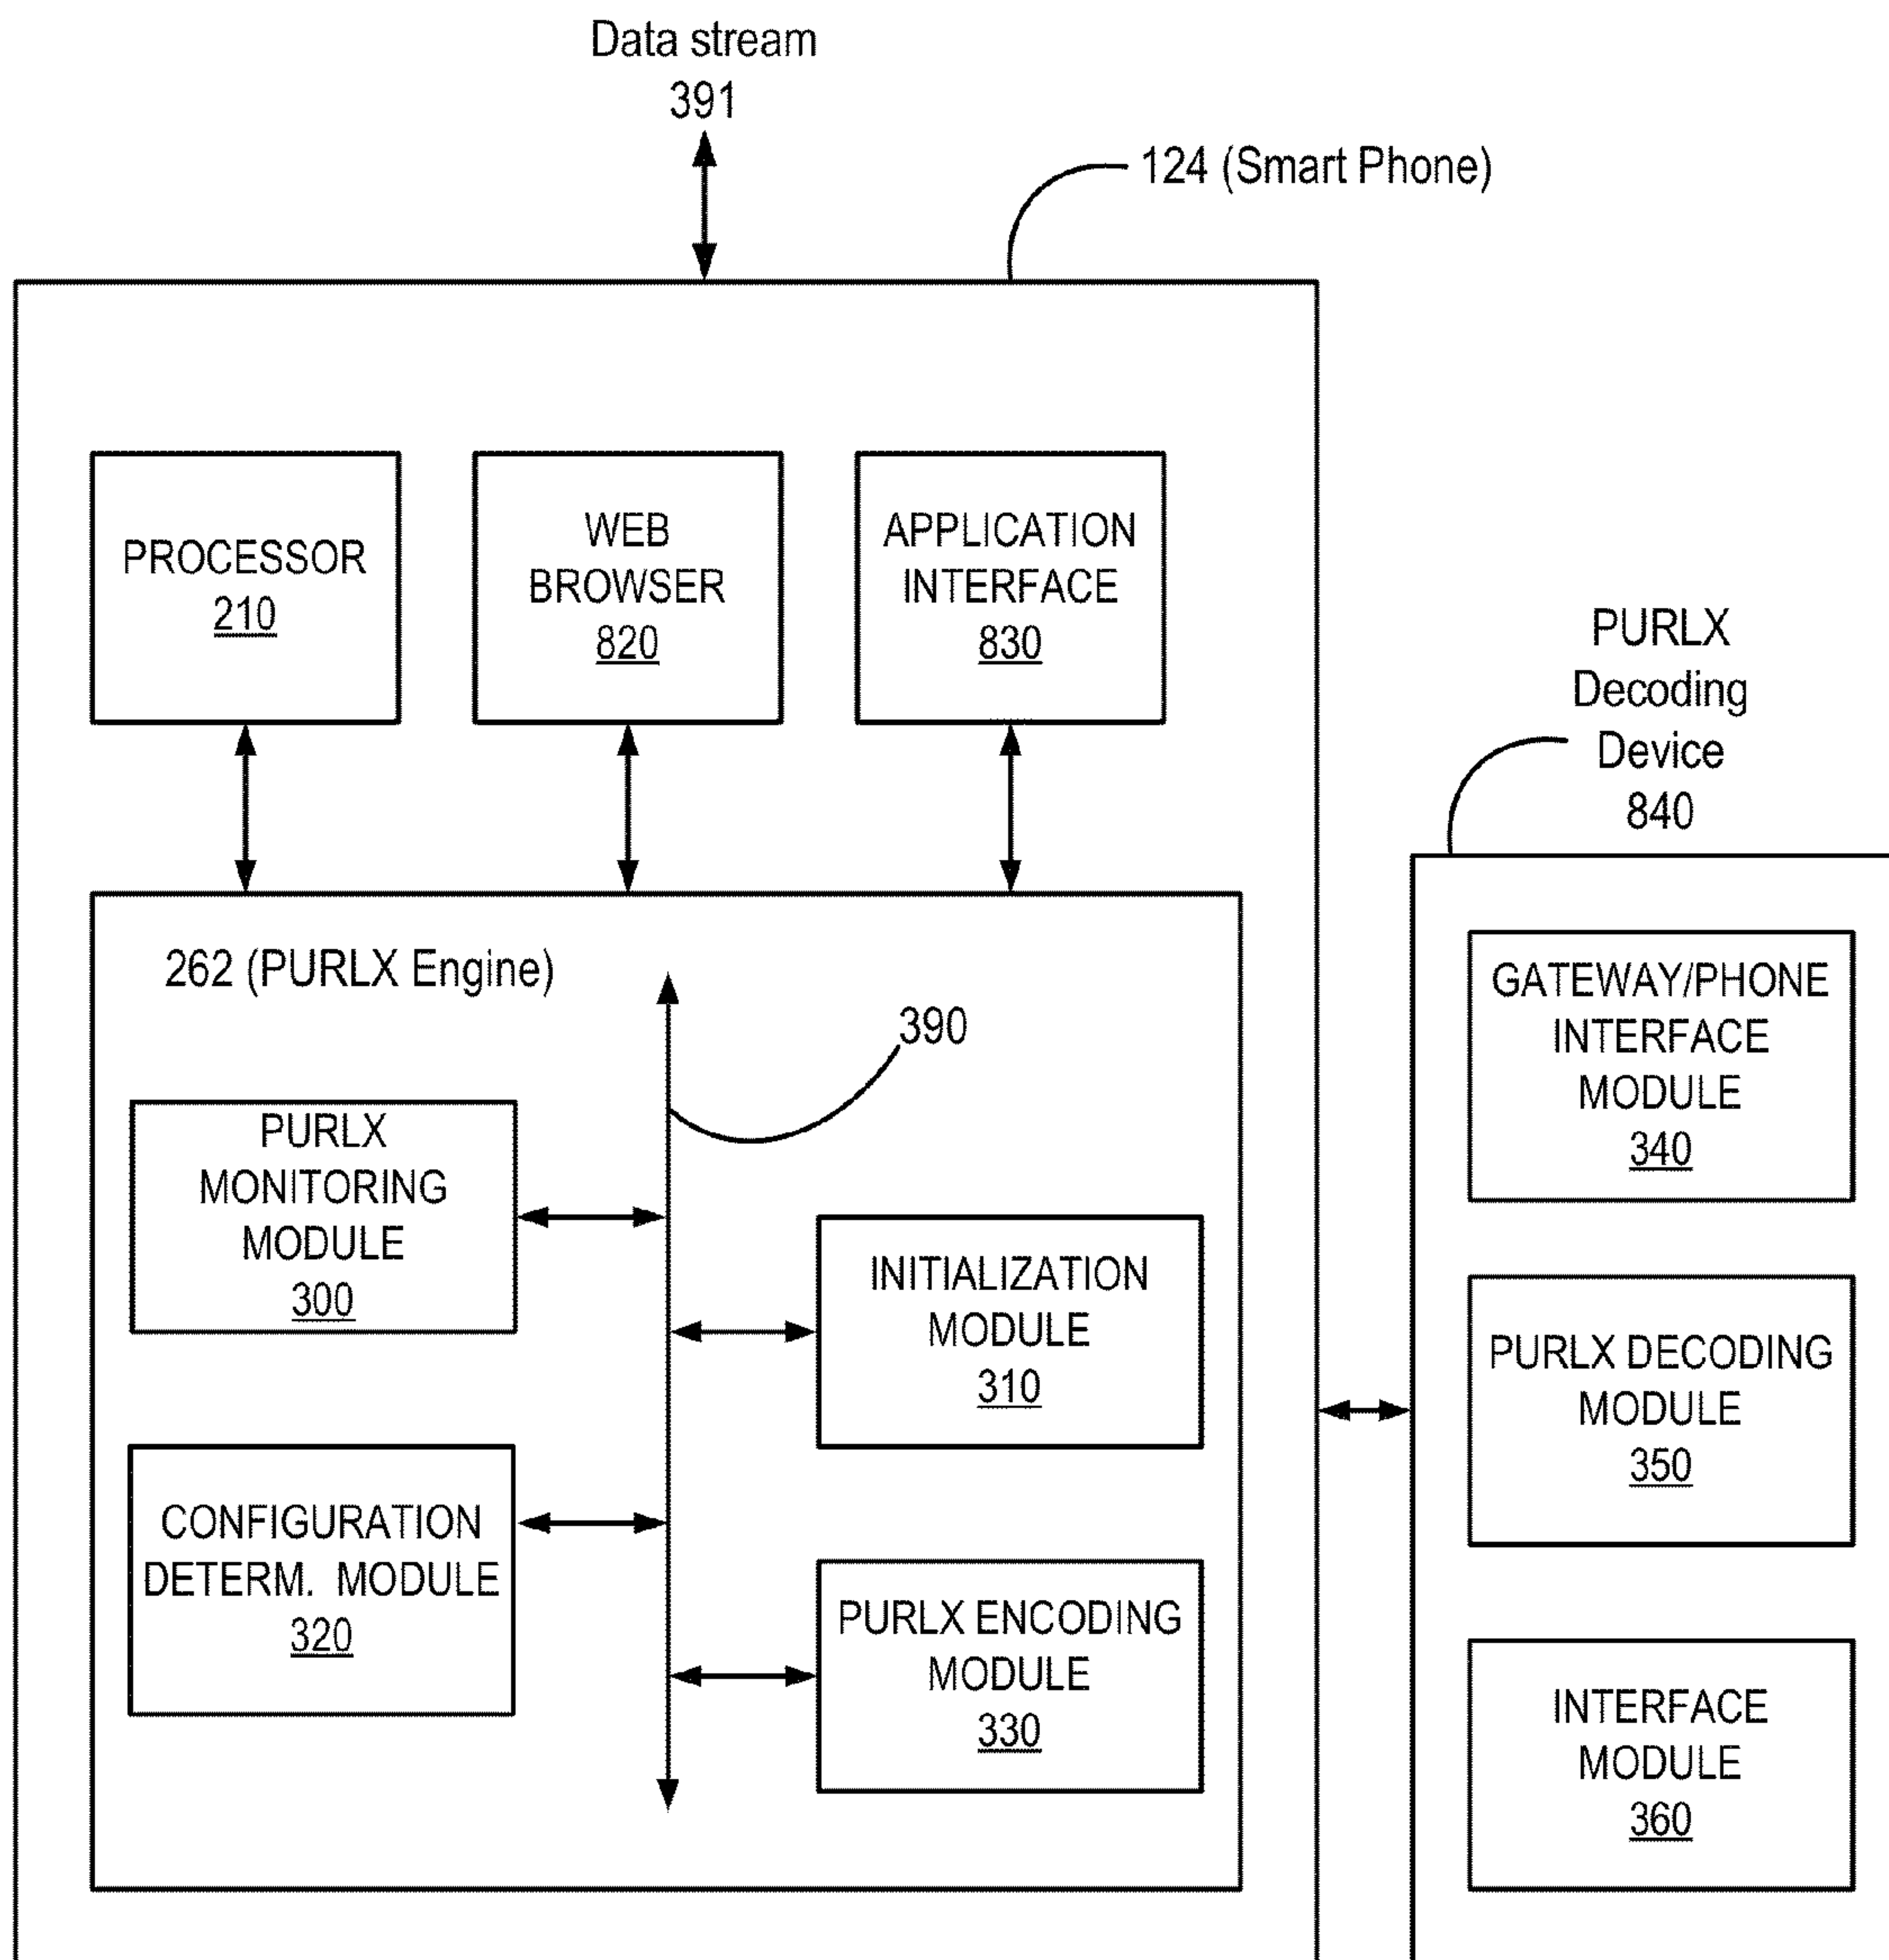 Data stream
391
124 (Smart Phone)
PROCESSOR
210
WEB
BROWSER
820
APPLICATION
INTERFACE
830
PURLX
Decoding
Device
840
262 (PURLX Engine)
390
PURLX
MONITORING
MODULE
300
INITIALIZATION
MODULE
310
CONFIGURATION
DETERM. MODULE
320
PURLX ENCODING
MODULE
330
GATEWAY/PHONE
INTERFACE
MODULE
340
PURLX DECODING
MODULE
350
INTERFACE
MODULE
360